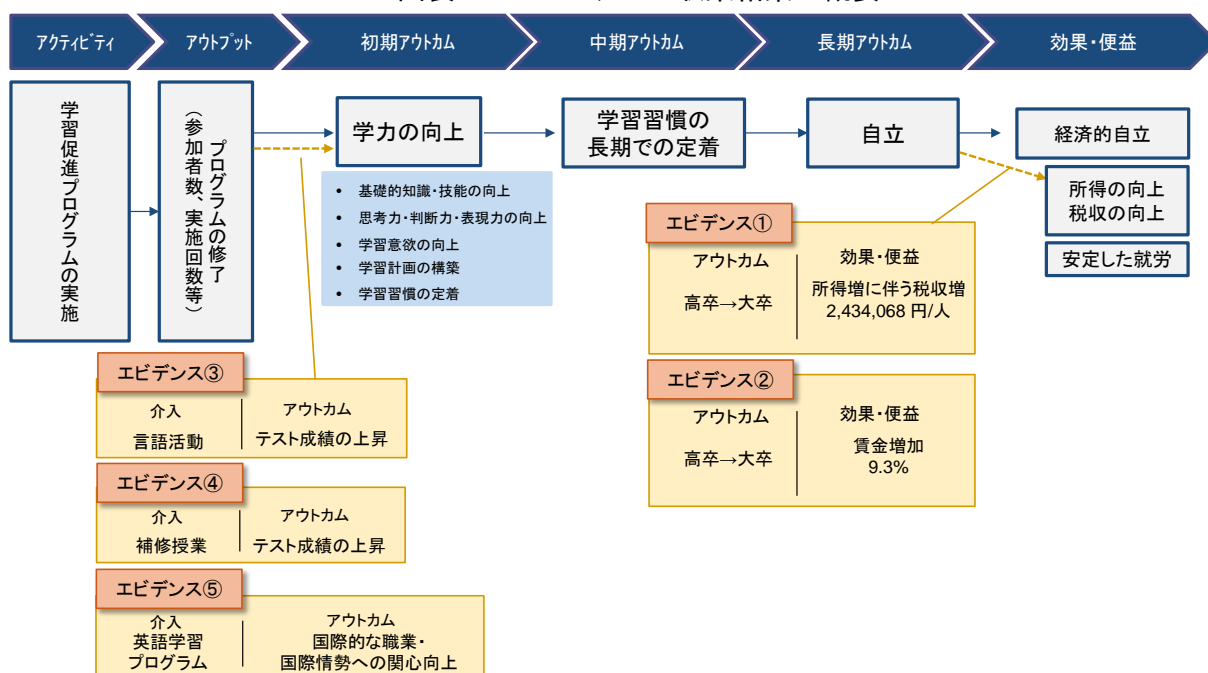 アクティビティ
アウトプット
初期アウトカム
中期アウトカム
長期アウトカム
効果・便益
学習促進プログラムの実施
プログラムの修了
（参加者数、実施回数等）
学力の向上
学習習慣の
長期での定着
自立
経済的自立
所得の向上
税収の向上
安定した就労
• 基礎的知識・技能の向上
• 思考力・判断力・表現力の向上
• 学習意欲の向上
• 学習計画の構築
• 学習習慣の定着
エビデンス①
アウトカム
効果・便益
高卒→大卒
所得増に伴う税収増
2,434,068 円/人
エビデンス②
アウトカム
効果・便益
高卒→大卒
賃金増加
9.3%
エビデンス③
介入
アウトカム
言語活動
テスト成績の上昇
エビデンス④
介入
アウトカム
補修授業
テスト成績の上昇
エビデンス⑤
介入
アウトカム
英語学習
プログラム
国際的な職業・
国際情勢への関心向上